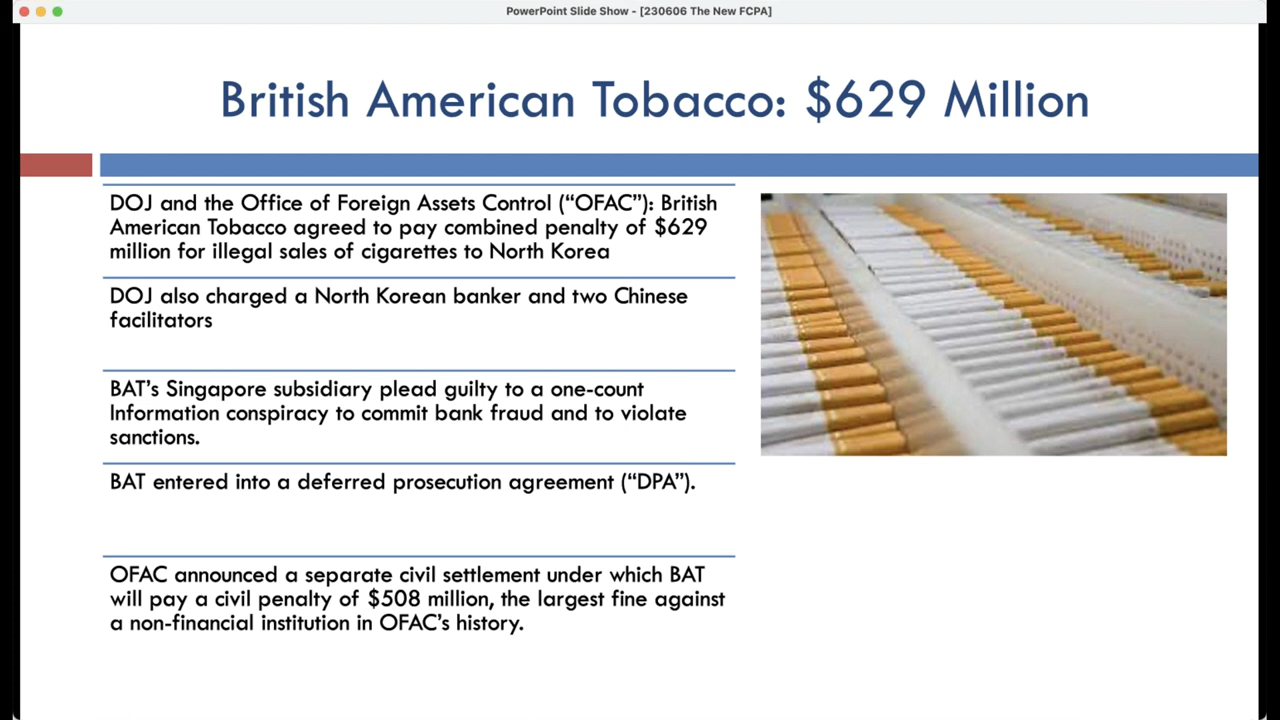 PowerPoint Slide Show - [230606 The New FCPA]
British American Tobacco: $629 Million
DOJ and the Office of Foreign Assets Control (“OFAC”): British
American Tobacco agreed to pay combined penalty of $629
million for illegal sales of cigarettes to North Korea
DOJ also charged a North Korean banker and two Chinese
facilitators
BAT’s Singapore subsidiary plead guilty to a one-count
Information conspiracy to commit bank fraud and to violate
sanctions.
BAT entered into a deferred prosecution agreement (“DPA”).
OFAC announced a separate civil settlement under which BAT
will pay a civil penalty of $508 million, the largest fine against
a non-financial institution in OFAC’s history.